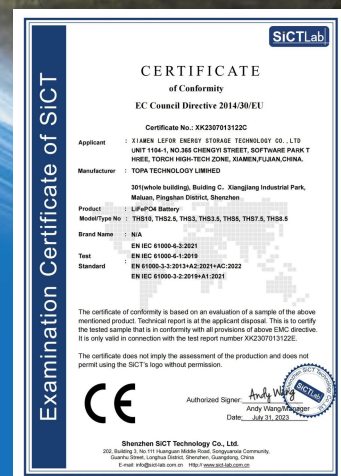 SiCTLab
Examination Certificate of SiCT
CERTIFICATE
of Conformity
EC Council Directive 2014/30/EU
Certificate No.: XK2307013122C
Applicant : XIAMEN LEFOR ENERGY STORAGE TECHNOLOGY CO.,LTD
UNIT 1104-1, NO.365 CHENGYI STREET, SOFTWARE PARK T
HREE, TORCH HIGH-TECH ZONE, XIAMEN,FUJIAN,CHINA.
Manufacturer : TOPA TECHNOLOGY LIMIHED
301(whole building), Buiding C, Xiangjiang Industrial Park,
Maluan, Pingshan District, Shenzhen
Product : LiFePO4 Battery
Model/Type No : THS10, THS2.5, THS3, THS3.5, THS5, THS7.5, THS8.5
Brand Name : N/A
EN IEC 61000-6-3:2021
Test EN IEC 61000-6-1:2019
Standard : EN 61000-3-3:2013+A2:2021+AC:2022
EN IEC 61000-3-2:2019+A1:2021
The certificate of conformity is based on an evaluation of a sample of the above
mentioned product. Technical report is at the applicant disposal. This is to certify
the tested sample that is in conformity with all provisions of above EMC directive.
It is only valid in connection with the test report number XK2307013122E.
The certificate does not imply the assessment of the production and does not
permit using the SiCT's logo without permission.
CE
Authorized Signer: Andy Wang
Andy Wang/Manager
Date: July 31, 2023
SiCTLab
Shenzhen SiCT Technology Co., Ltd.
202, Building 3, No.111 Huanguan Middle Road, Songyuanxia Community,
Guanhu Street, Longhua District, Shenzhen, Guangdong, China
E-mail: info@sict-lab.com.cn Http:// www.sict-lab.com.cn